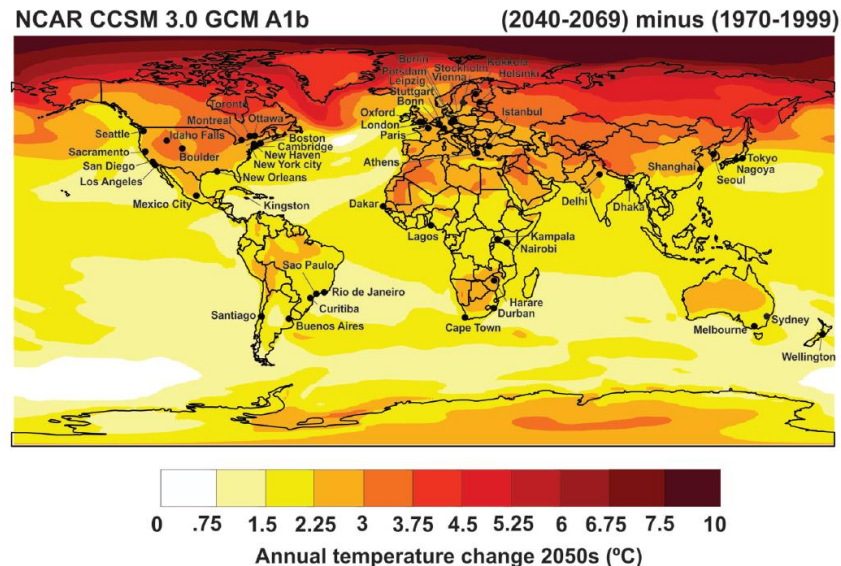 NCAR CCSM 3.0 GCM A1b
(2040-2069) minus (1970-1999)
Berlin
Potsdam
Leipzig
Stuttgart
Bonn
Stockholm
Vienna
Kokkola
Helsinki
Oxford
London
Paris
Istanbul
Athens
Toronto
Montreal
Ottawa
Seattle
Idaho Falls
Boston
Cambridge
New Haven
New York city
Sacramento
Boulder
San Diego
Los Angeles
New Orleans
Mexico City
Kingston
Dakar
Lagos
Kampala
Nairobi
Delhi
Dhaka
Shanghai
Tokyo
Nagoya
Seoul
Sao Paulo
Rio de Janeiro
Curitiba
Santiago
Buenos Aires
Harare
Durban
Cape Town
Sydney
Melbourne
Wellington
0 .75 1.5 2.25 3 3.75 4.5 5.25 6 6.75 7.5 10
Annual temperature change 2050s (ºC)